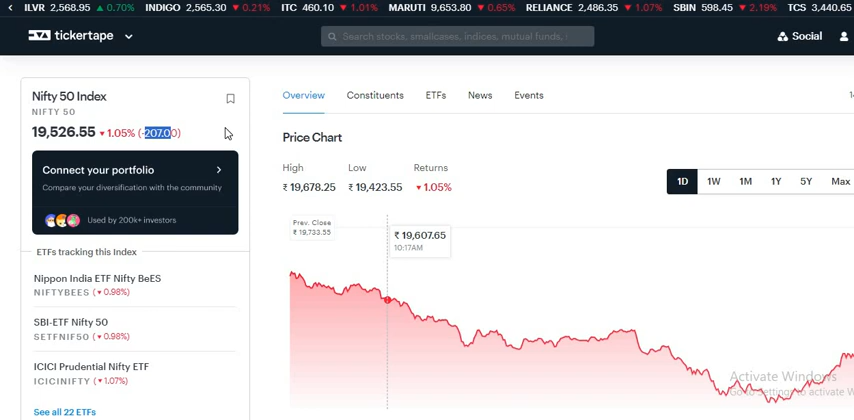 ILVR 2,568.95 ▲ 0.70% INDIGO 2,565.30 ▼ 0.21% ITC 460.10 ▼ 1.01% MARUTI 9,653.80 ▼ 0.65% RELIANCE 2,486.35 ▼ 1.07% SBIN 598.45 ▼ 2.19% TCS 3,440.65
tickertape
Search stocks, smallcases, indices, mutual funds,
Social
Nifty 50 Index
NIFTY 50
19,526.55 ▼ 1.05% (-207.00)
Connect your portfolio
Compare your diversification with the community
Used by 200k+ investors
ETFs tracking this Index
Nippon India ETF Nifty BeES
NIFTYBEES (▼0.98%)
SBI-ETF Nifty 50
SETFNIF50 (▼0.98%)
ICICI Prudential Nifty ETF
ICICINIFTY (▼1.07%)
See all 22 ETFs
Overview Constituents ETFs News Events
Price Chart
High Low Returns
₹ 19,678.25 ₹ 19,423.55 ▼ 1.05%
1D 1W 1M 1Y 5Y Max
Prev. Close
₹ 19,733.55
₹ 19,607.65
10:17AM
Activate Windows
Go to Settings to activate W